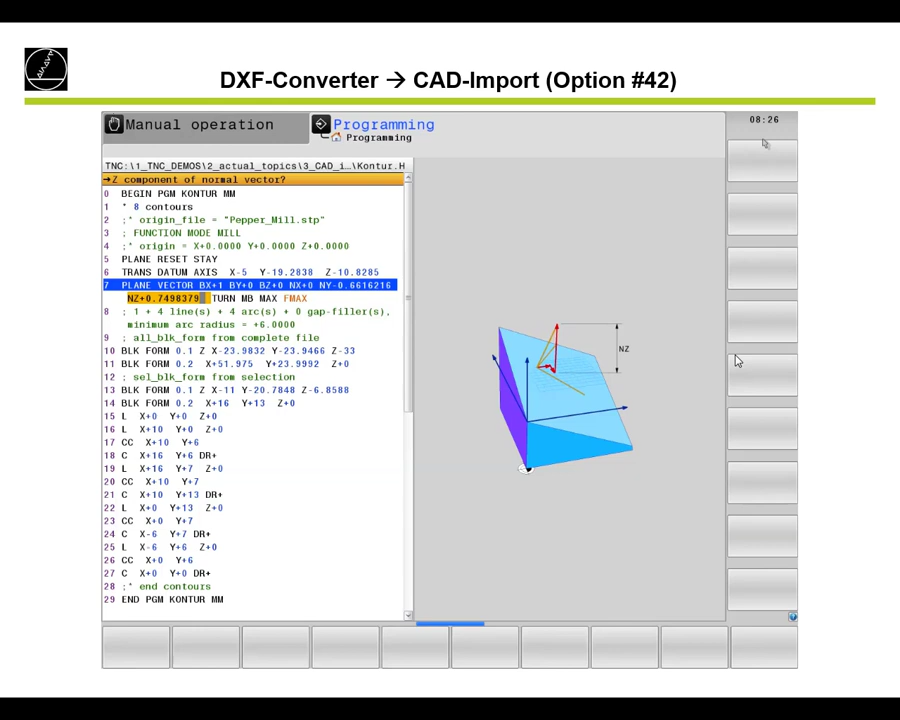 DXF-Converter → CAD-Import (Option #42)
Manual operation
Programming
Programming
08:26
TNC:\1_TNC_DEMOS\2_actual_topics\3_CAD_i…\Kontur.H
→Z component of normal vector?
0 BEGIN PGM KONTUR MM
1 * 8 contours
2 ;* origin_file = "Pepper_Mill.stp"
3 ; FUNCTION MODE MILL
4 ;* origin = X+0.0000 Y+0.0000 Z+0.0000
5 PLANE RESET STAY
6 TRANS DATUM AXIS X-5 Y-19.2838 Z-10.8285
7 PLANE VECTOR BX+1 BY+0 BZ+0 NX+0 NY-0.6616216
NZ+0.7498379 TURN MB MAX FMAX
8 ; 1 + 4 line(s) + 4 arc(s) + 0 gap-filler(s),
minimum arc radius = +6.0000
9 ; all_blk_form from complete file
10 BLK FORM 0.1 Z X-23.9832 Y-23.9466 Z-33
11 BLK FORM 0.2 X+51.975 Y+23.9992 Z+0
12 ; sel_blk_form from selection
13 BLK FORM 0.1 Z X-11 Y-20.7848 Z-6.8588
14 BLK FORM 0.2 X+16 Y+13 Z+0
15 L X+0 Y+0 Z+0
16 L X+10 Y+0 Z+0
17 CC X+10 Y+6
18 C X+16 Y+6 DR+
19 L X+16 Y+7 Z+0
20 CC X+10 Y+7
21 C X+10 Y+13 DR+
22 L X+0 Y+13 Z+0
23 CC X+0 Y+7
24 C X-6 Y+7 DR+
25 L X-6 Y+6 Z+0
26 CC X+0 Y+6
27 C X+0 Y+0 DR+
28 ;* end contours
29 END PGM KONTUR MM
NZ